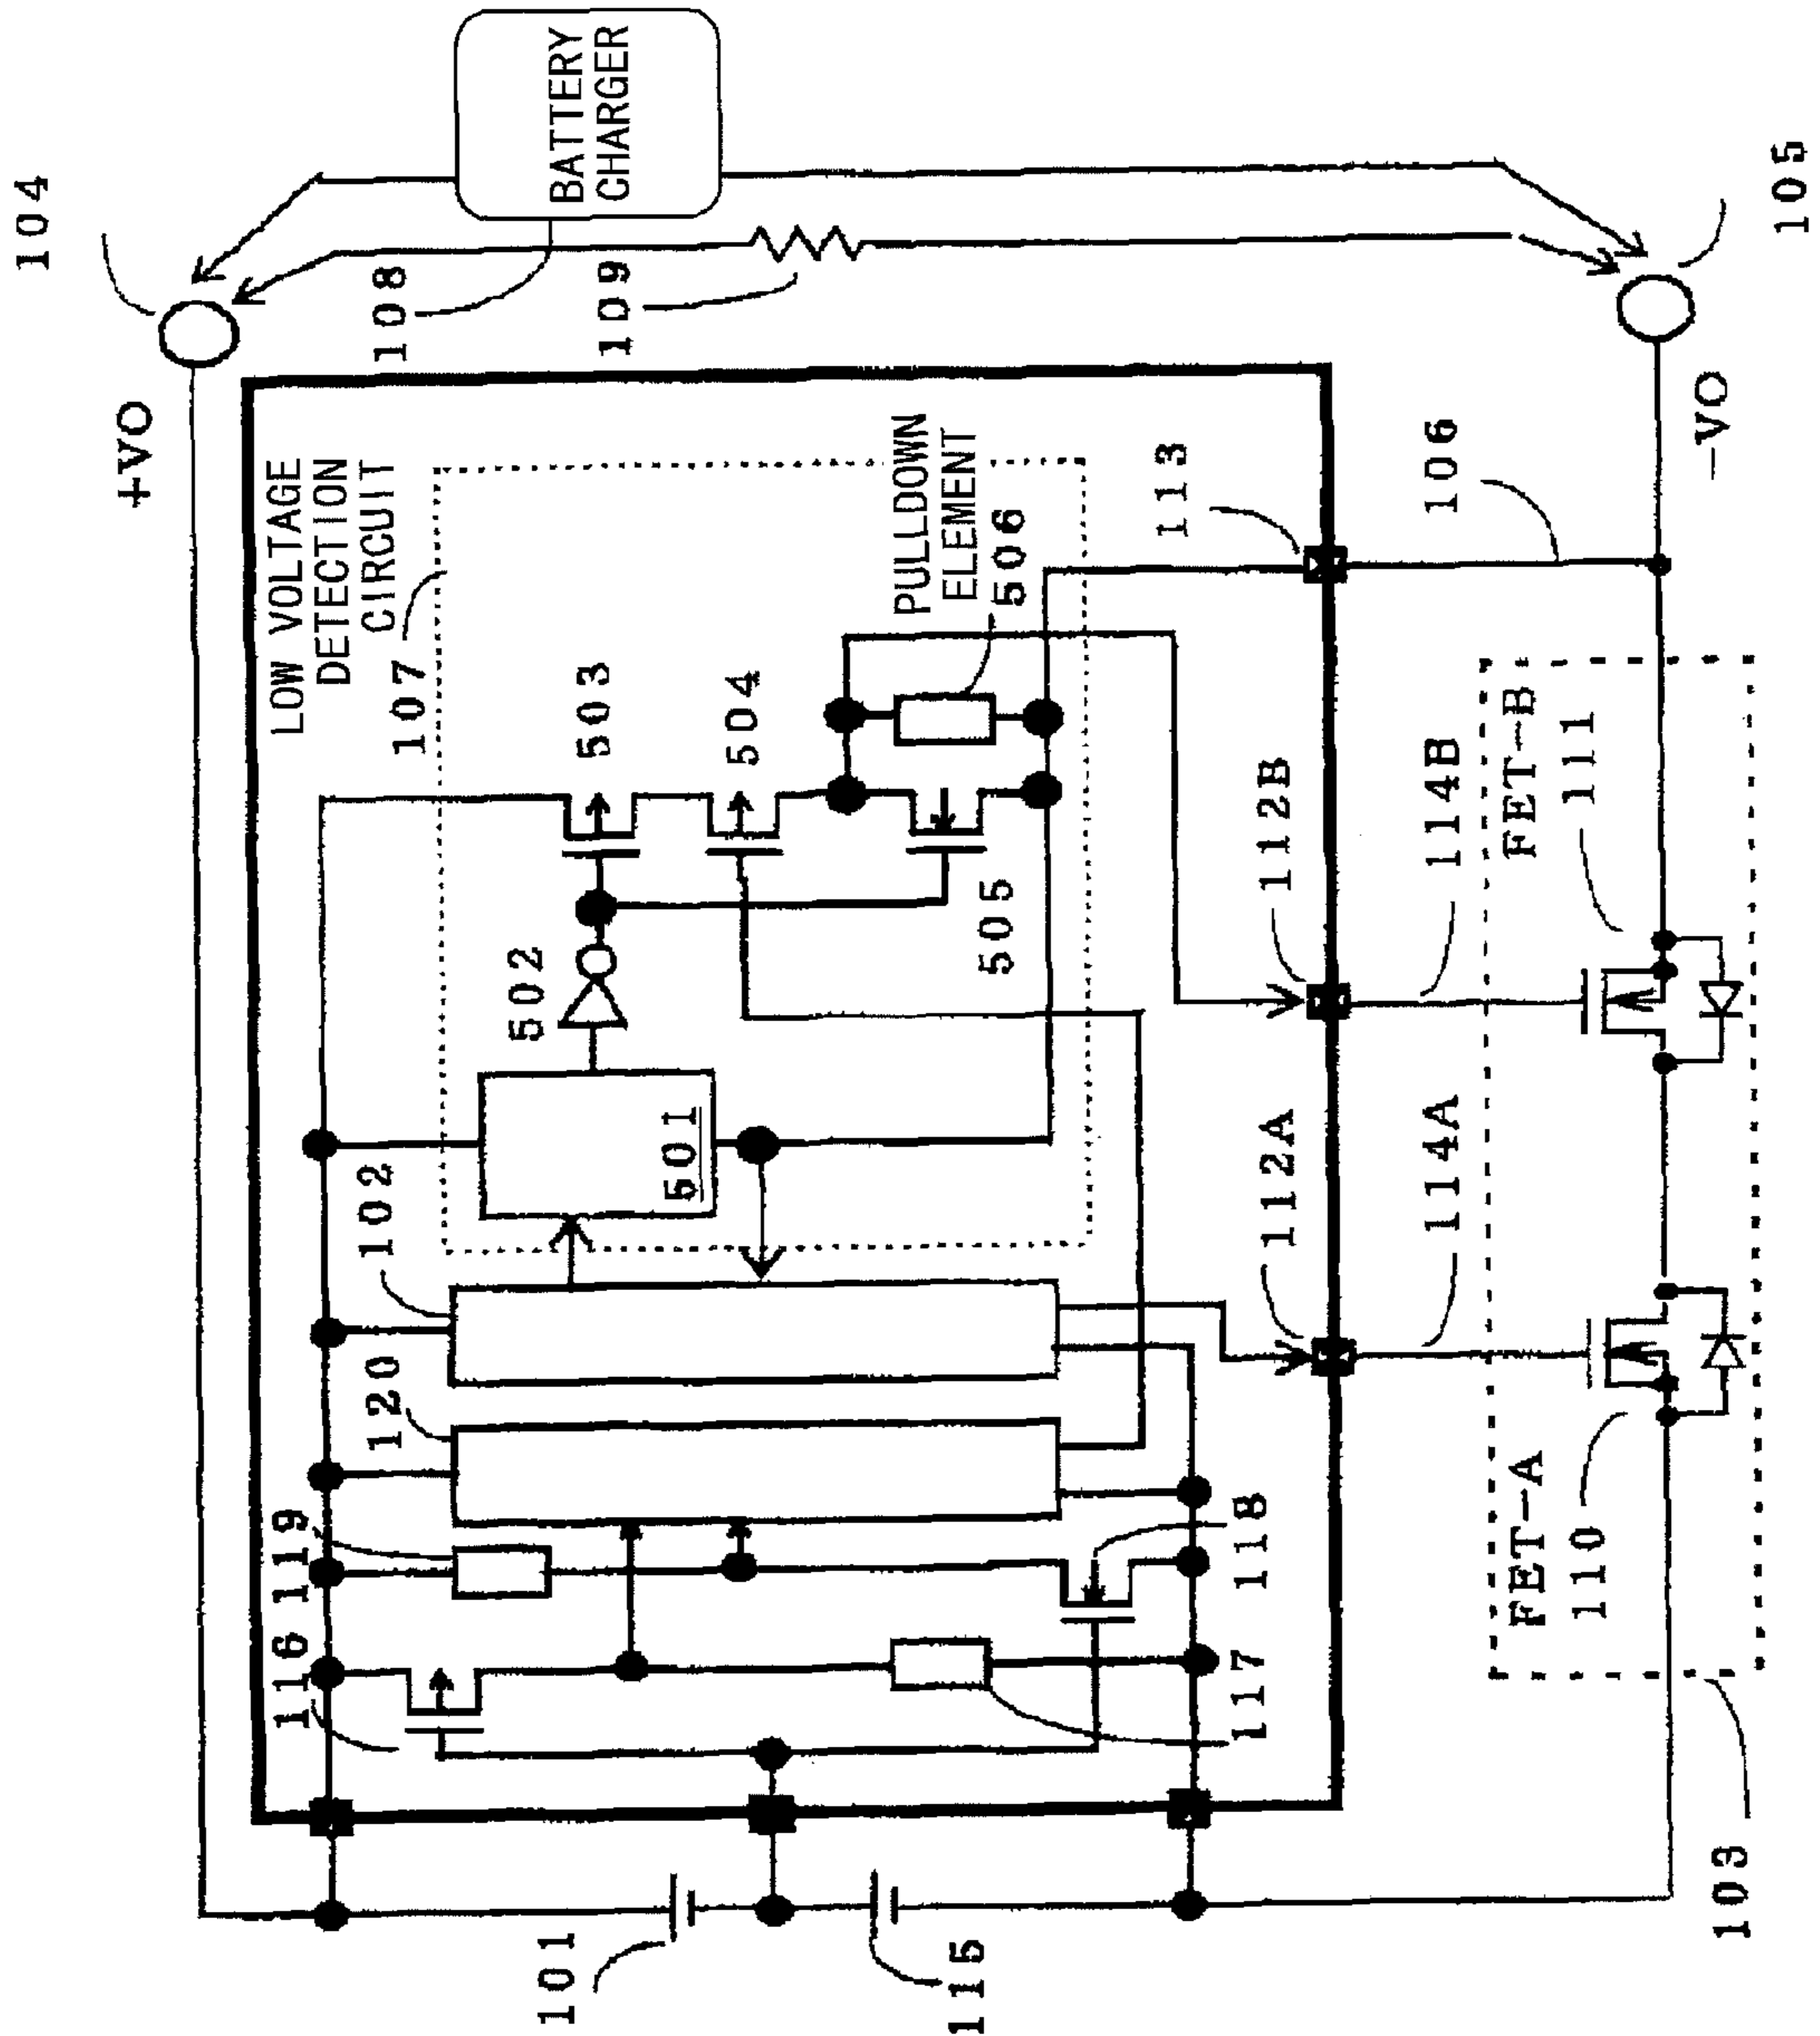 104
+VO
BATTERY
CHARGER
108
109
LOW VOLTAGE
DETECTION
CIRCUIT
107
PULLDOWN
ELEMENT
506
503
504
505
502
501
102
120
119
116
118
117
113
106
112B
114B
112A
114A
FET-B
111
FET-A
110
103
-VO
105
101
115